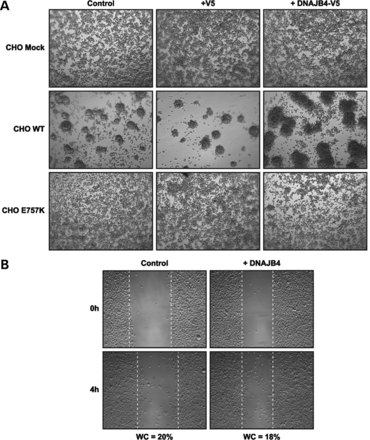 A
Control +V5 + DNAJB4-V5
CHO Mock
CHO WT
CHO E757K
B
Control + DNAJB4
0h
4h
WC = 20% WC = 18%